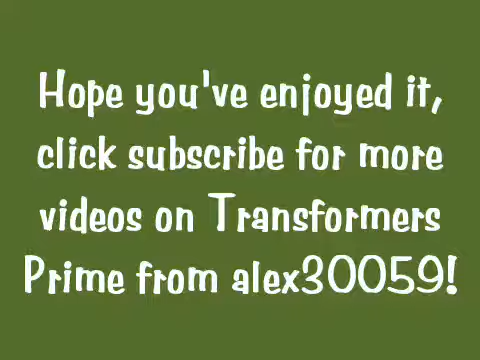 Hope you've enjoyed it,
click subscribe for more
videos on Transformers
Prime from alex30059!